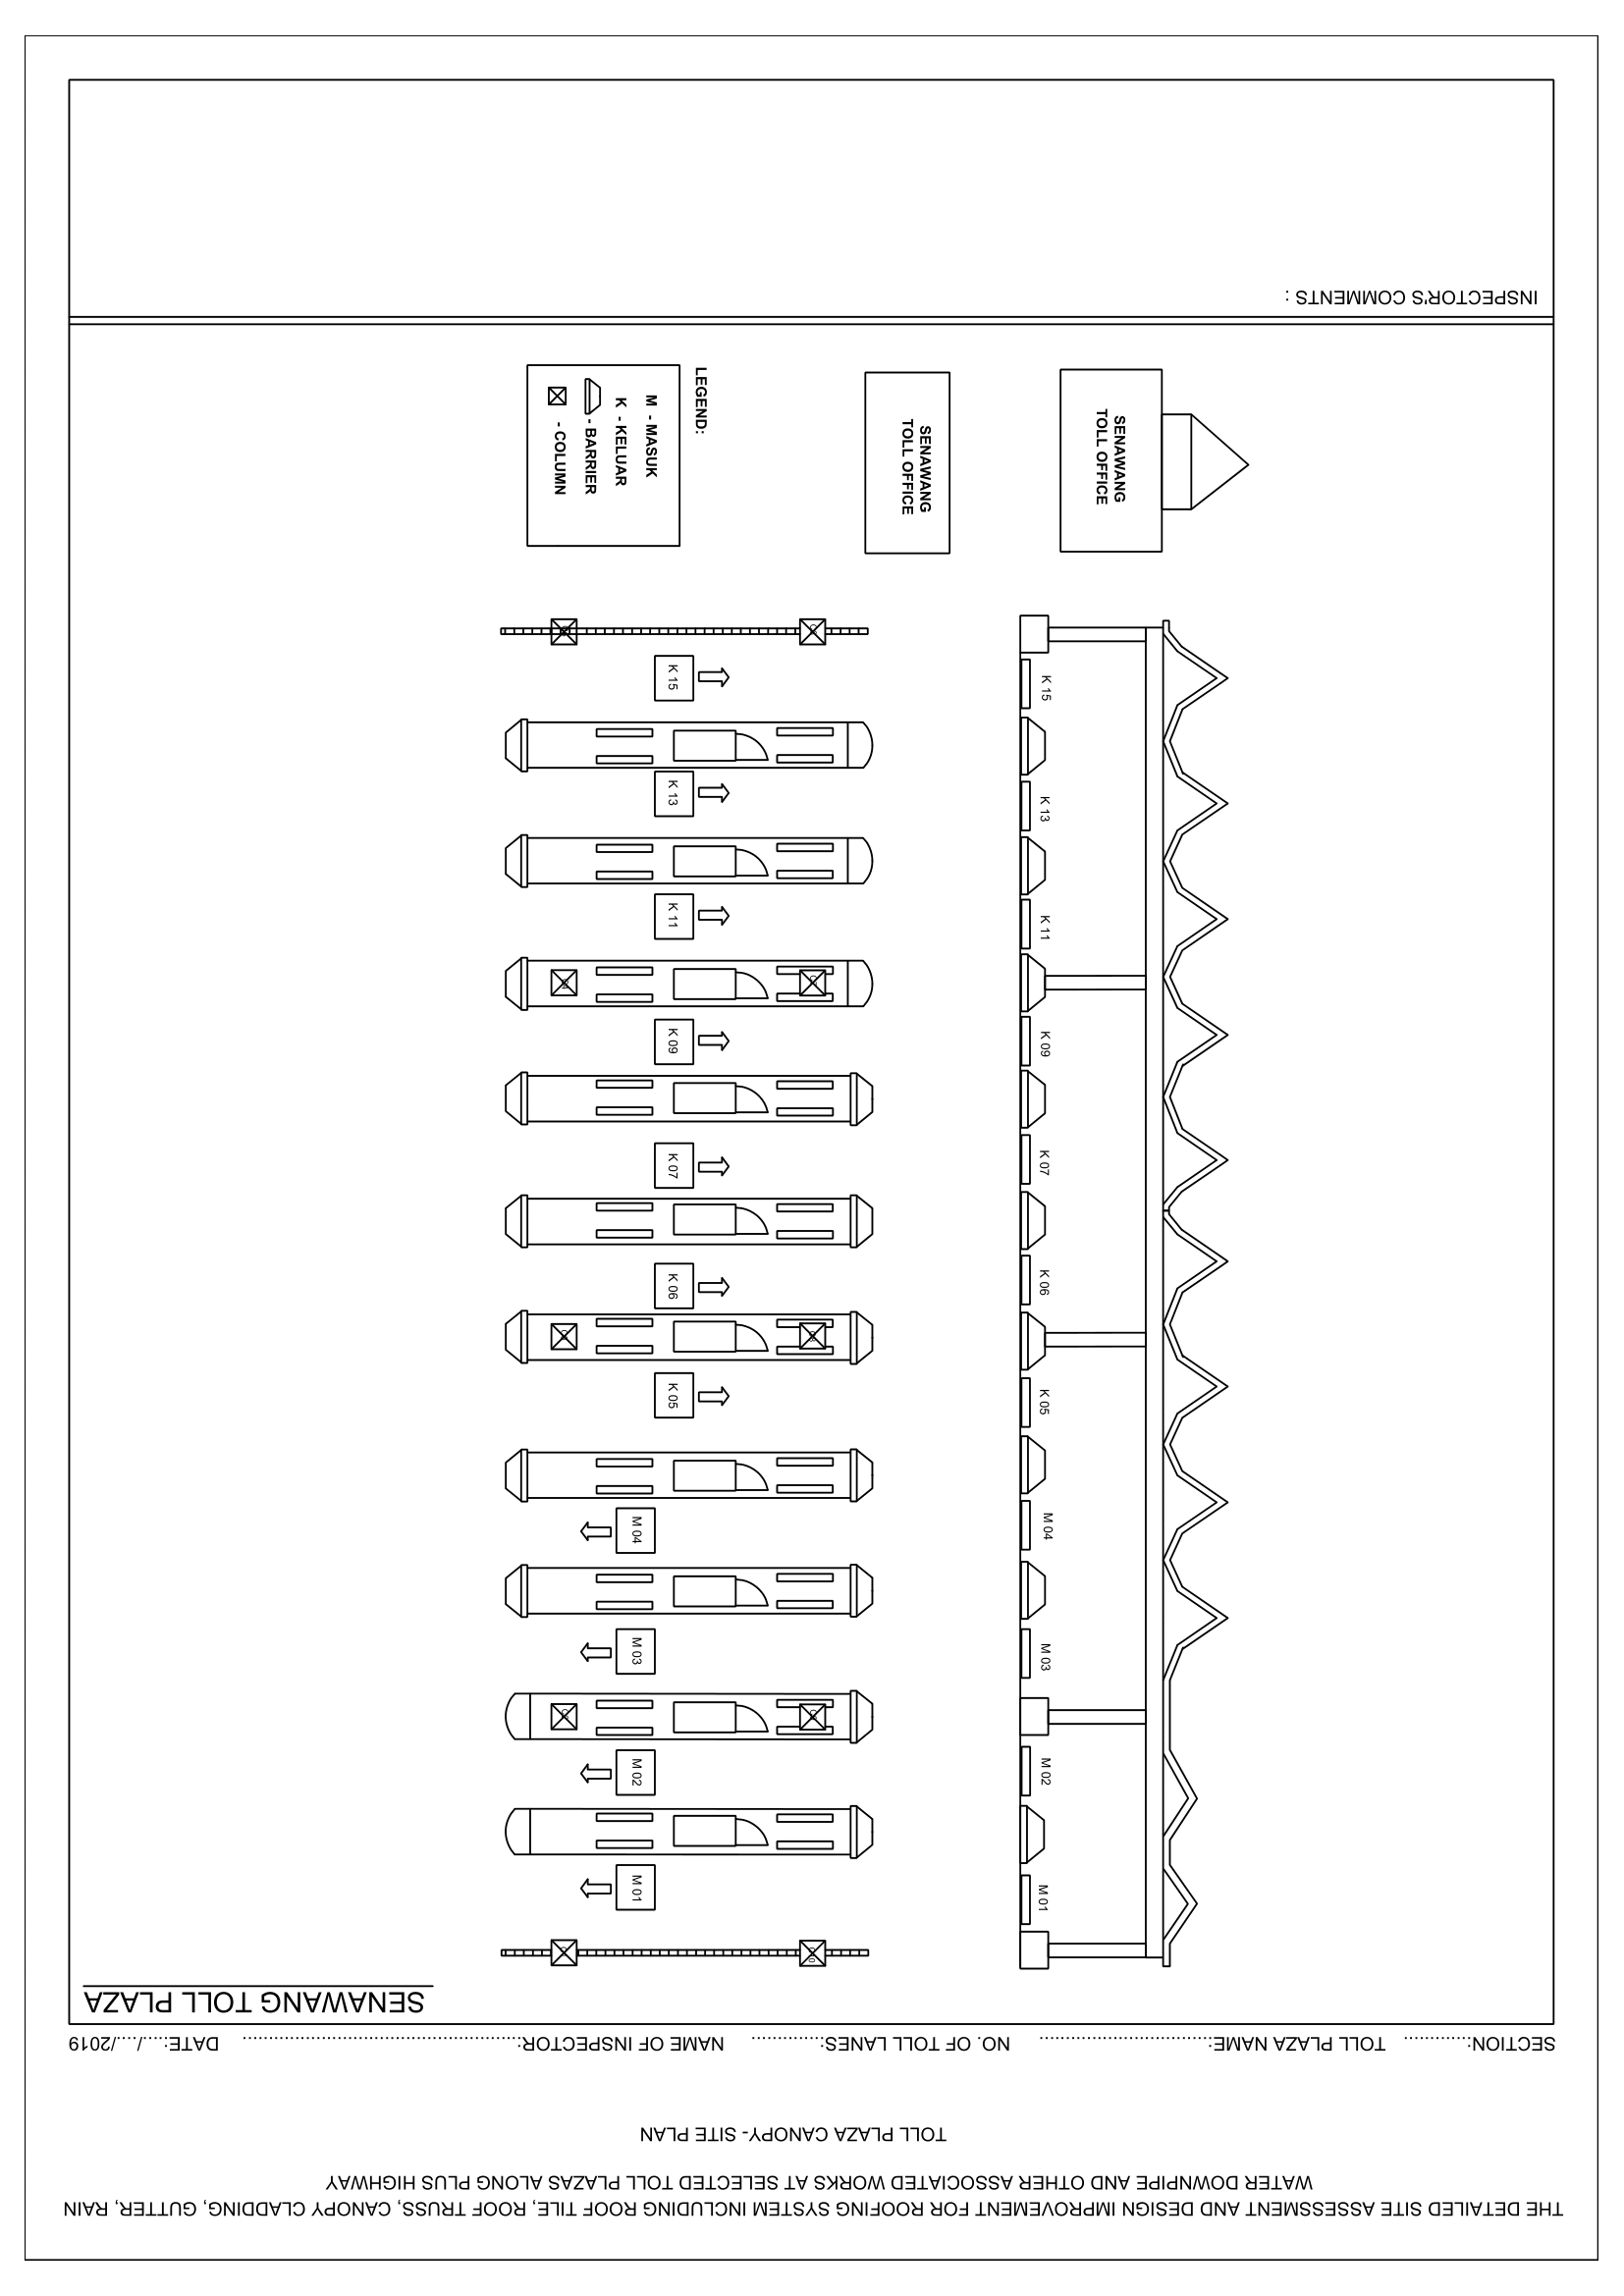 THE DETAILED SITE ASSESSMENT AND DESIGN IMPROVEMENT FOR ROOFING SYSTEM INCLUDING ROOF TILE, ROOF TRUSS, CANOPY CLADDING, GUTTER, RAIN
WATER DOWNPIPE AND OTHER ASSOCIATED WORKS AT SELECTED TOLL PLAZAS ALONG PLUS HIGHWAY
TOLL PLAZA CANOPY- SITE PLAN
SECTION:............ TOLL PLAZA NAME:................................ NO. OF TOLL LANES:............. NAME OF INSPECTOR:..................................................... DATE:...../..../2019
SENAWANG TOLL PLAZA
M 01
M 02
M 03
M 04
K 05
K 06
K 07
K 09
K 11
K 13
K 15
SENAWANG
TOLL OFFICE
M 01
M 02
M 03
M 04
K 05
K 06
K 07
K 09
K 11
K 13
K 15
SENAWANG
TOLL OFFICE
LEGEND:
M - MASUK
K - KELUAR
- BARRIER
- COLUMN
INSPECTOR'S COMMENTS :